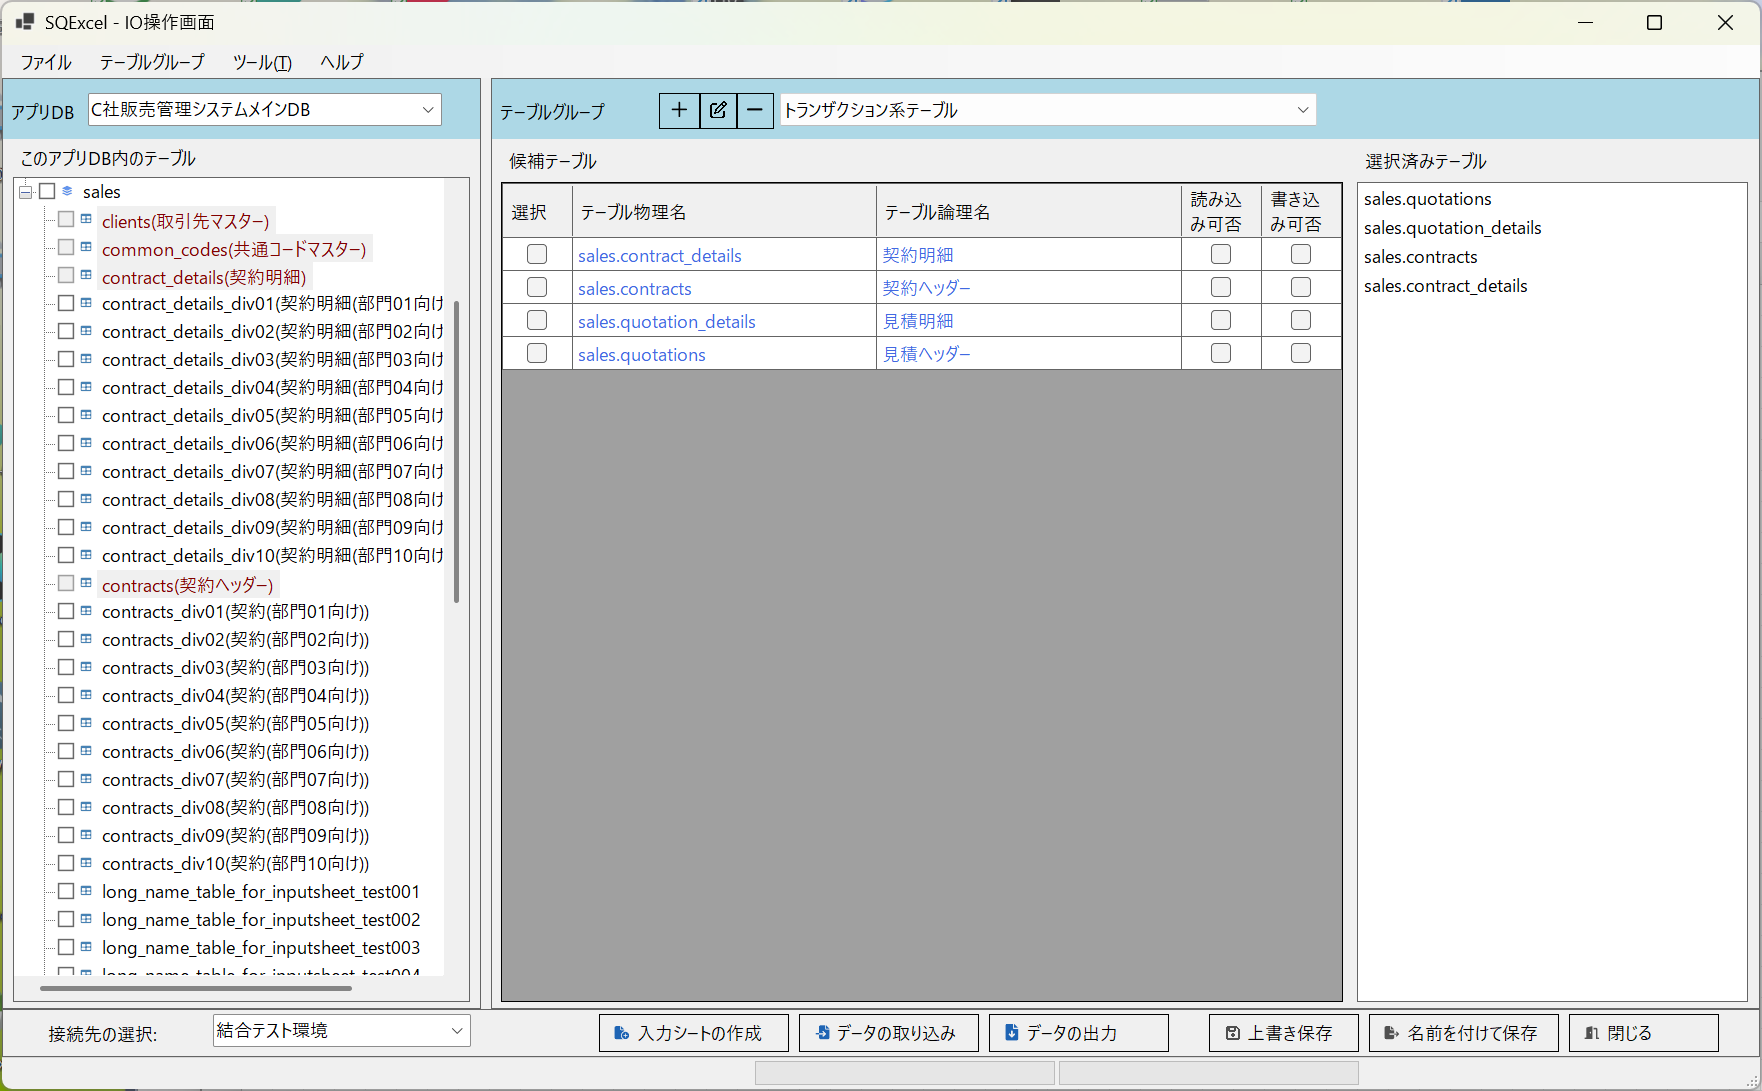 SQExcel - IO操作画面
ファイル テーブルグループ ツール(T) ヘルプ
アプリDB C社販売管理システムメインDB
このアプリDB内のテーブル
sales
clients(取引先マスター)
common_codes(共通コードマスター)
contract_details(契約明細)
contract_details_div01(契約明細(部門01向け
contract_details_div02(契約明細(部門02向け
contract_details_div03(契約明細(部門03向け
contract_details_div04(契約明細(部門04向け
contract_details_div05(契約明細(部門05向け
contract_details_div06(契約明細(部門06向け
contract_details_div07(契約明細(部門07向け
contract_details_div08(契約明細(部門08向け
contract_details_div09(契約明細(部門09向け
contract_details_div10(契約明細(部門10向け
contracts(契約ヘッダー)
contracts_div01(契約(部門01向け))
contracts_div02(契約(部門02向け))
contracts_div03(契約(部門03向け))
contracts_div04(契約(部門04向け))
contracts_div05(契約(部門05向け))
contracts_div06(契約(部門06向け))
contracts_div07(契約(部門07向け))
contracts_div08(契約(部門08向け))
contracts_div09(契約(部門09向け))
contracts_div10(契約(部門10向け))
long_name_table_for_inputsheet_test001
long_name_table_for_inputsheet_test002
long_name_table_for_inputsheet_test003
long_name_table_for_inputsheet_test004
テーブルグループ トランザクション系テーブル
候補テーブル
選択 テーブル物理名 テーブル論理名 読み込み可否 書き込み可否
sales.contract_details 契約明細
sales.contracts 契約ヘッダー
sales.quotation_details 見積明細
sales.quotations 見積ヘッダー
選択済みテーブル
sales.quotations
sales.quotation_details
sales.contracts
sales.contract_details
接続先の選択: 結合テスト環境
入力シートの作成 データの取り込み データの出力 上書き保存 名前を付けて保存 閉じる